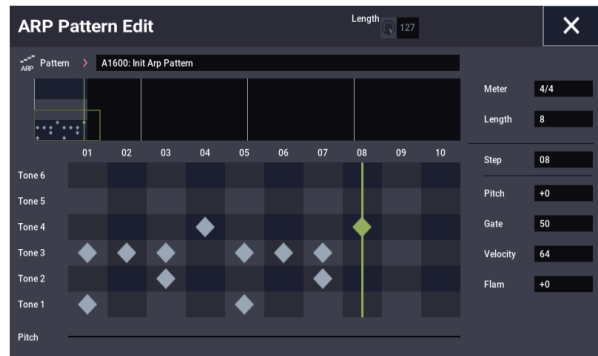 ARP Pattern Edit
Length 127
ARP Pattern > A1600: Init Arp Pattern
Meter 4/4
Length 8
01 02 03 04 05 06 07 08 09 10
Step 08
Tone 6
Tone 5
Pitch +0
Tone 4
Gate 50
Tone 3
Velocity 64
Tone 2
Flam +0
Tone 1
Pitch